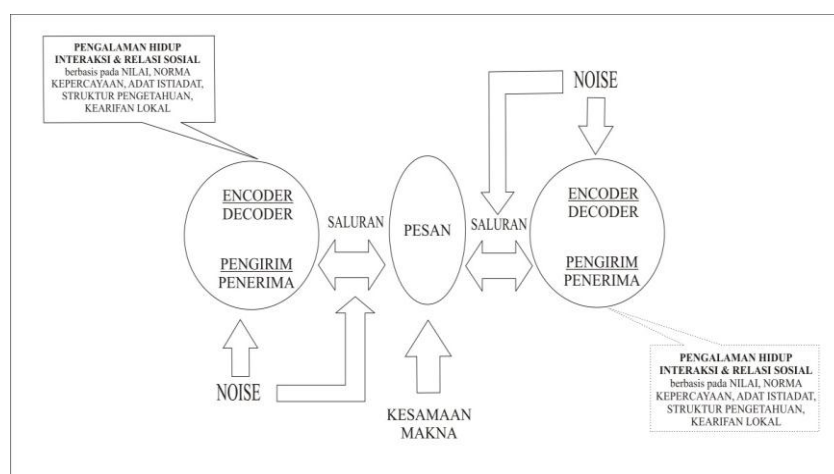 PENGALAMAN HIDUP
INTERAKSI & RELASI SOSIAL
berbasis pada NILAI, NORMA
KEPERCAYAAN, ADAT ISTIADAT,
STRUKTUR PENGETAHUAN,
KEARIFAN LOKAL
NOISE
ENCODER
DECODER
PENGIRIM
PENERIMA
SALURAN
PESAN
SALURAN
ENCODER
DECODER
PENGIRIM
PENERIMA
NOISE
KESAMAAN
MAKNA
PENGALAMAN HIDUP
INTERAKSI & RELASI SOSIAL
berbasis pada NILAI, NORMA
KEPERCAYAAN, ADAT ISTIADAT,
STRUKTUR PENGETAHUAN,
KEARIFAN LOKAL